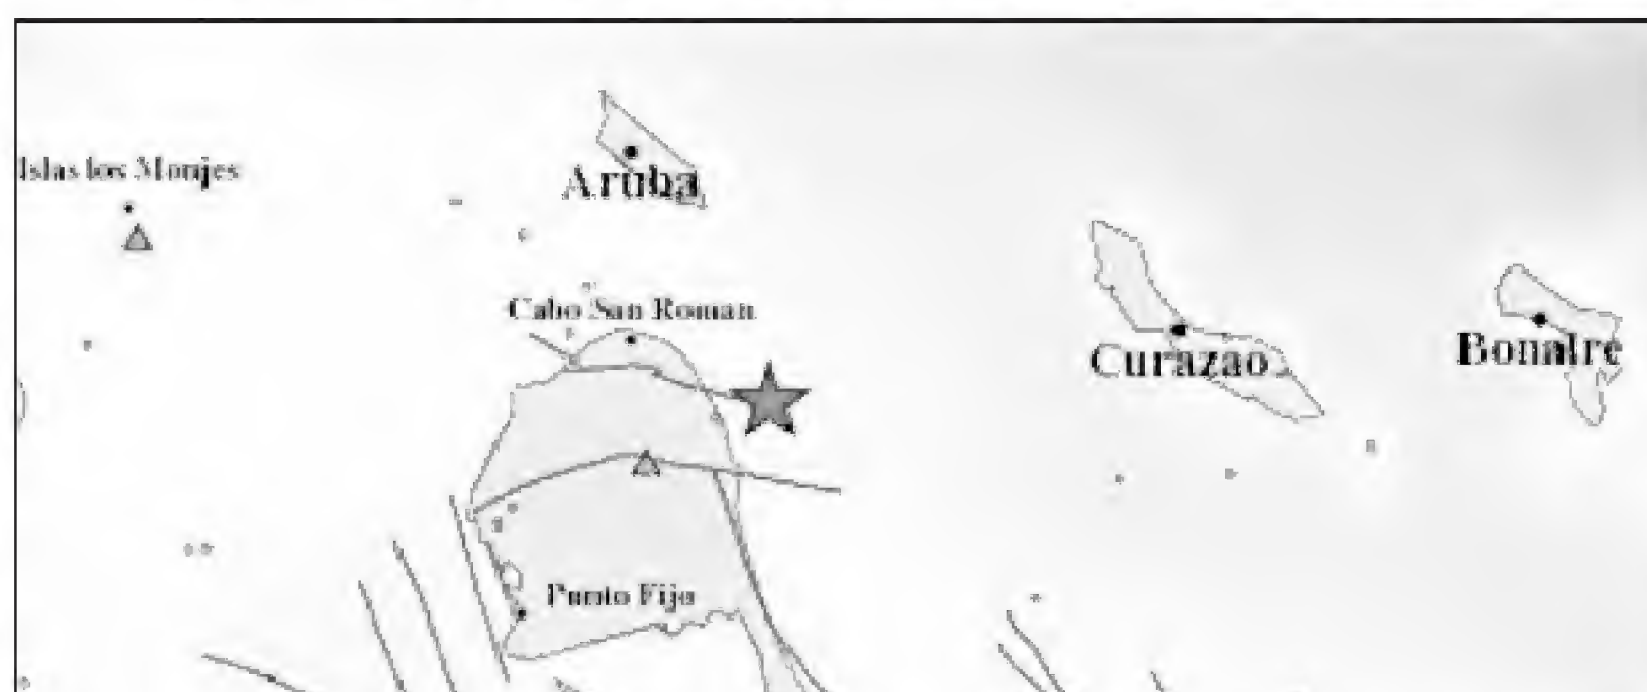 Islas los Monjes
Aruba
Cabo San Roman
Curazao
Bonaire
Punto Fijo